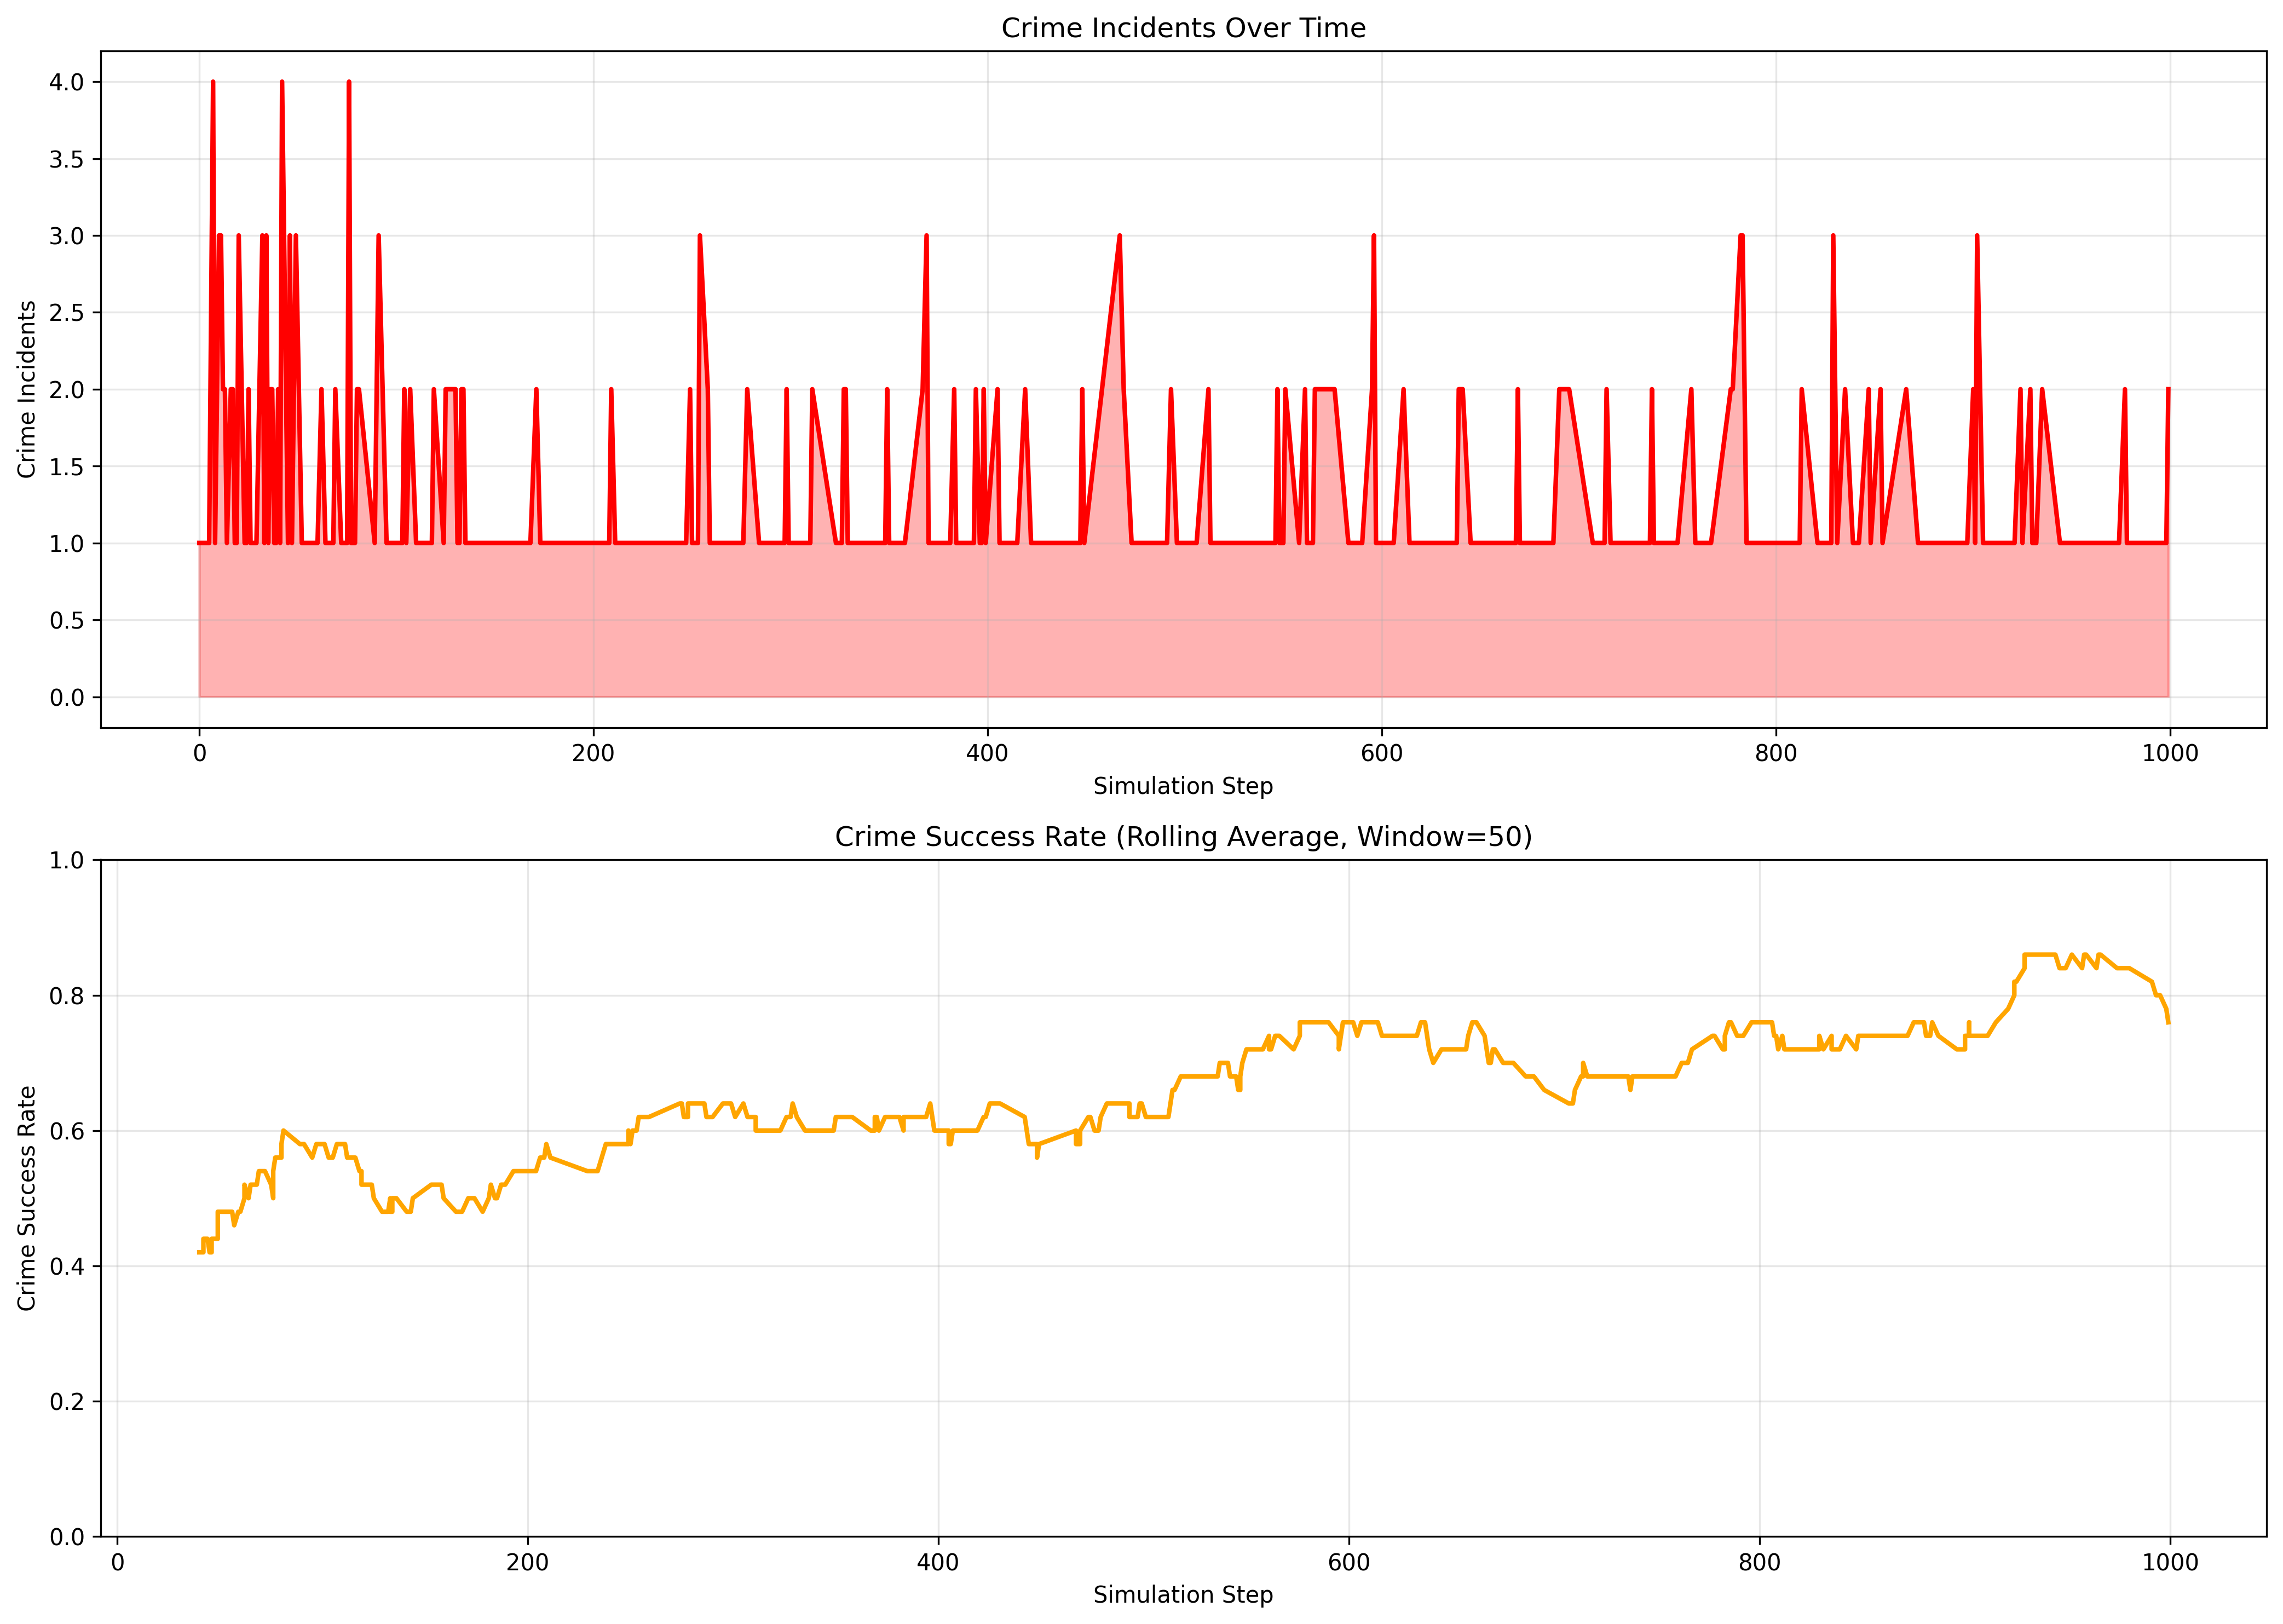 Crime Incidents Over Time
4.0
3.5
3.0
2.5
2.0
1.5
1.0
0.5
0.0
Crime Incidents
0 200 400 600 800 1000
Simulation Step
Crime Success Rate (Rolling Average, Window=50)
1.0
0.8
0.6
0.4
0.2
0.0
Crime Success Rate
0 200 400 600 800 1000
Simulation Step